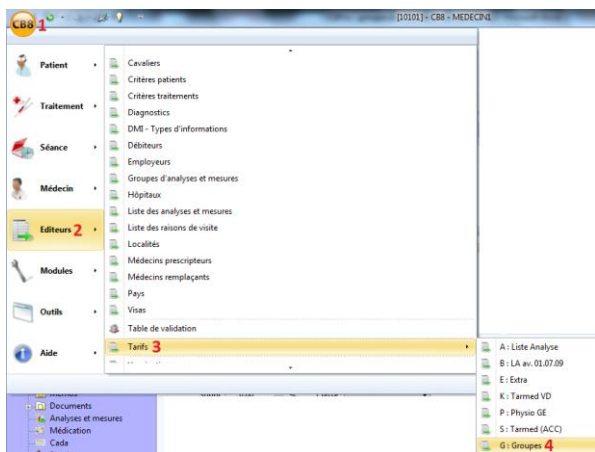 CB8 1
[10101] - CB8 - MEDECIN1
Patient
Traitement
Séance
Médecin
Editeurs 2
Modules
Outils
Aide
Cavaliers
Critères patients
Critères traitements
Diagnostics
DMI - Types d'informations
Débiteurs
Employeurs
Groupes d'analyses et mesures
Hôpitaux
Liste des analyses et mesures
Liste des raisons de visite
Localités
Médecins prescripteurs
Médecins remplaçants
Pays
Visas
Table de validation
Tarifs 3
A : Liste Analyse
B : LA av. 01.07.09
E : Extra
K : Tarmed VD
P : Physio GE
S : Tarmed (ACC)
G : Groupes 4
Documents
Analyses et mesures
Médication
Cada